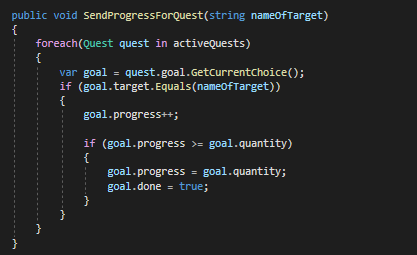 public void SendProgressForQuest(string nameOfTarget)
{
    foreach(Quest quest in activeQuests)
    {
        var goal = quest.goal.GetCurrentChoice();
        if (goal.target.Equals(nameOfTarget))
        {
            goal.progress++;

            if (goal.progress >= goal.quantity)
            {
                goal.progress = goal.quantity;
                goal.done = true;
            }
        }
    }
}